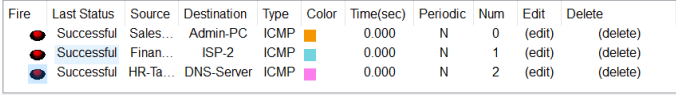 Fire Last Status Source Destination Type Color Time(sec) Periodic Num Edit Delete
Successful Sales... Admin-PC ICMP 0.000 N 0 (edit) (delete)
Successful Finan... ISP-2 ICMP 0.000 N 1 (edit) (delete)
Successful HR-Ta... DNS-Server ICMP 0.000 N 2 (edit) (delete)